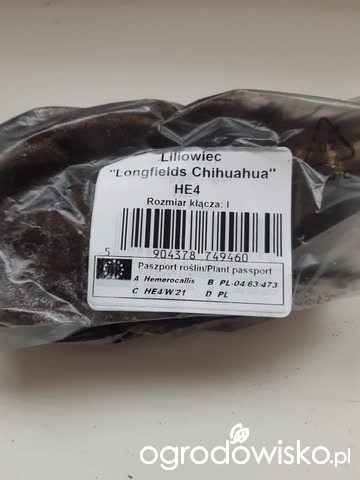 Liliowiec
"Longfields Chihuahua"
HE4
Rozmiar kłącza: I
5 904378 749460
Paszport roślin/Plant passport
A Hemerocallis B PL-04/63/473
C HE4/W/21 D PL
ogrodowisko.pl